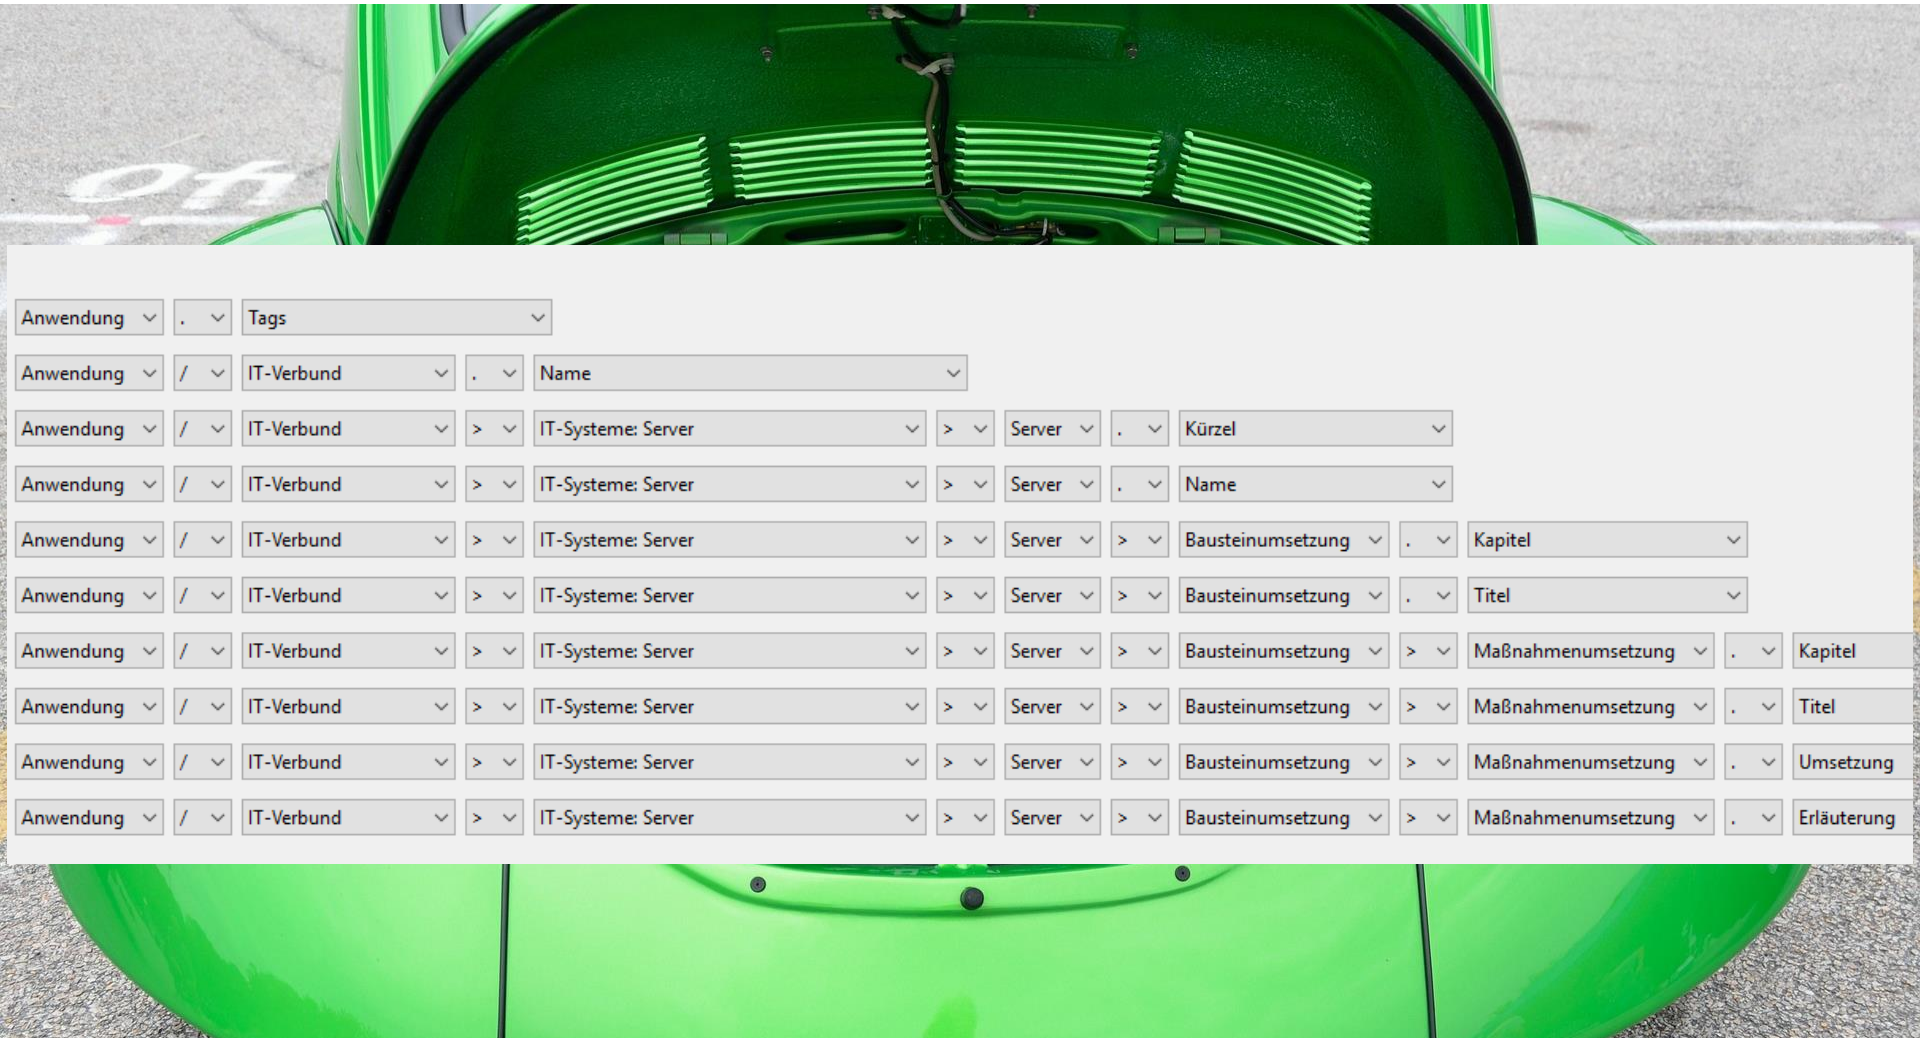 40
Anwendung . Tags
Anwendung / IT-Verbund . Name
Anwendung / IT-Verbund > IT-Systeme: Server > Server . Kürzel
Anwendung / IT-Verbund > IT-Systeme: Server > Server . Name
Anwendung / IT-Verbund > IT-Systeme: Server > Server > Bausteinumsetzung . Kapitel
Anwendung / IT-Verbund > IT-Systeme: Server > Server > Bausteinumsetzung . Titel
Anwendung / IT-Verbund > IT-Systeme: Server > Server > Bausteinumsetzung > Maßnahmenumsetzung . Kapitel
Anwendung / IT-Verbund > IT-Systeme: Server > Server > Bausteinumsetzung > Maßnahmenumsetzung . Titel
Anwendung / IT-Verbund > IT-Systeme: Server > Server > Bausteinumsetzung > Maßnahmenumsetzung . Umsetzung
Anwendung / IT-Verbund > IT-Systeme: Server > Server > Bausteinumsetzung > Maßnahmenumsetzung . Erläuterung